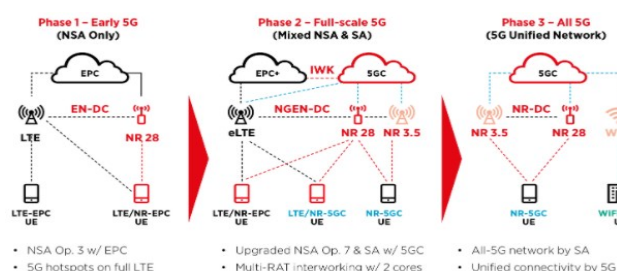 Phase 1 – Early 5G
(NSA Only)
EPC
EN-DC
LTE
NR 28
LTE-EPC
UE
LTE/NR-EPC
UE
• NSA Op. 3 w/ EPC
• 5G hotspots on full LTE
Phase 2 – Full-scale 5G
(Mixed NSA & SA)
EPC+
IWK
5GC
NGEN-DC
eLTE
NR 28
NR 3.5
LTE/NR-EPC
UE
LTE/NR-5GC
UE
NR-5GC
UE
• Upgraded NSA Op. 7 & SA w/ 5GC
• Multi-RAT interworking w/ 2 cores
Phase 3 – All 5G
(5G Unified Network)
5GC
NR-DC
NR 3.5
NR 28
NR-5GC
UE
• All-5G network by SA
• Unified connectivity by 5G